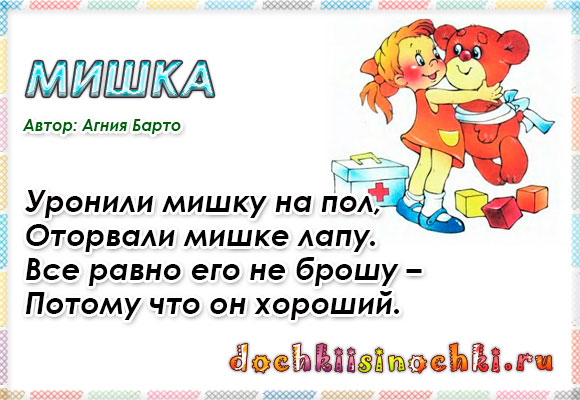 МИШКА
Автор: Агния Барто
Уронили мишку на пол,
Оторвали мишке лапу.
Все равно его не брошу –
Потому что он хороший.
dochkiisinochki.ru